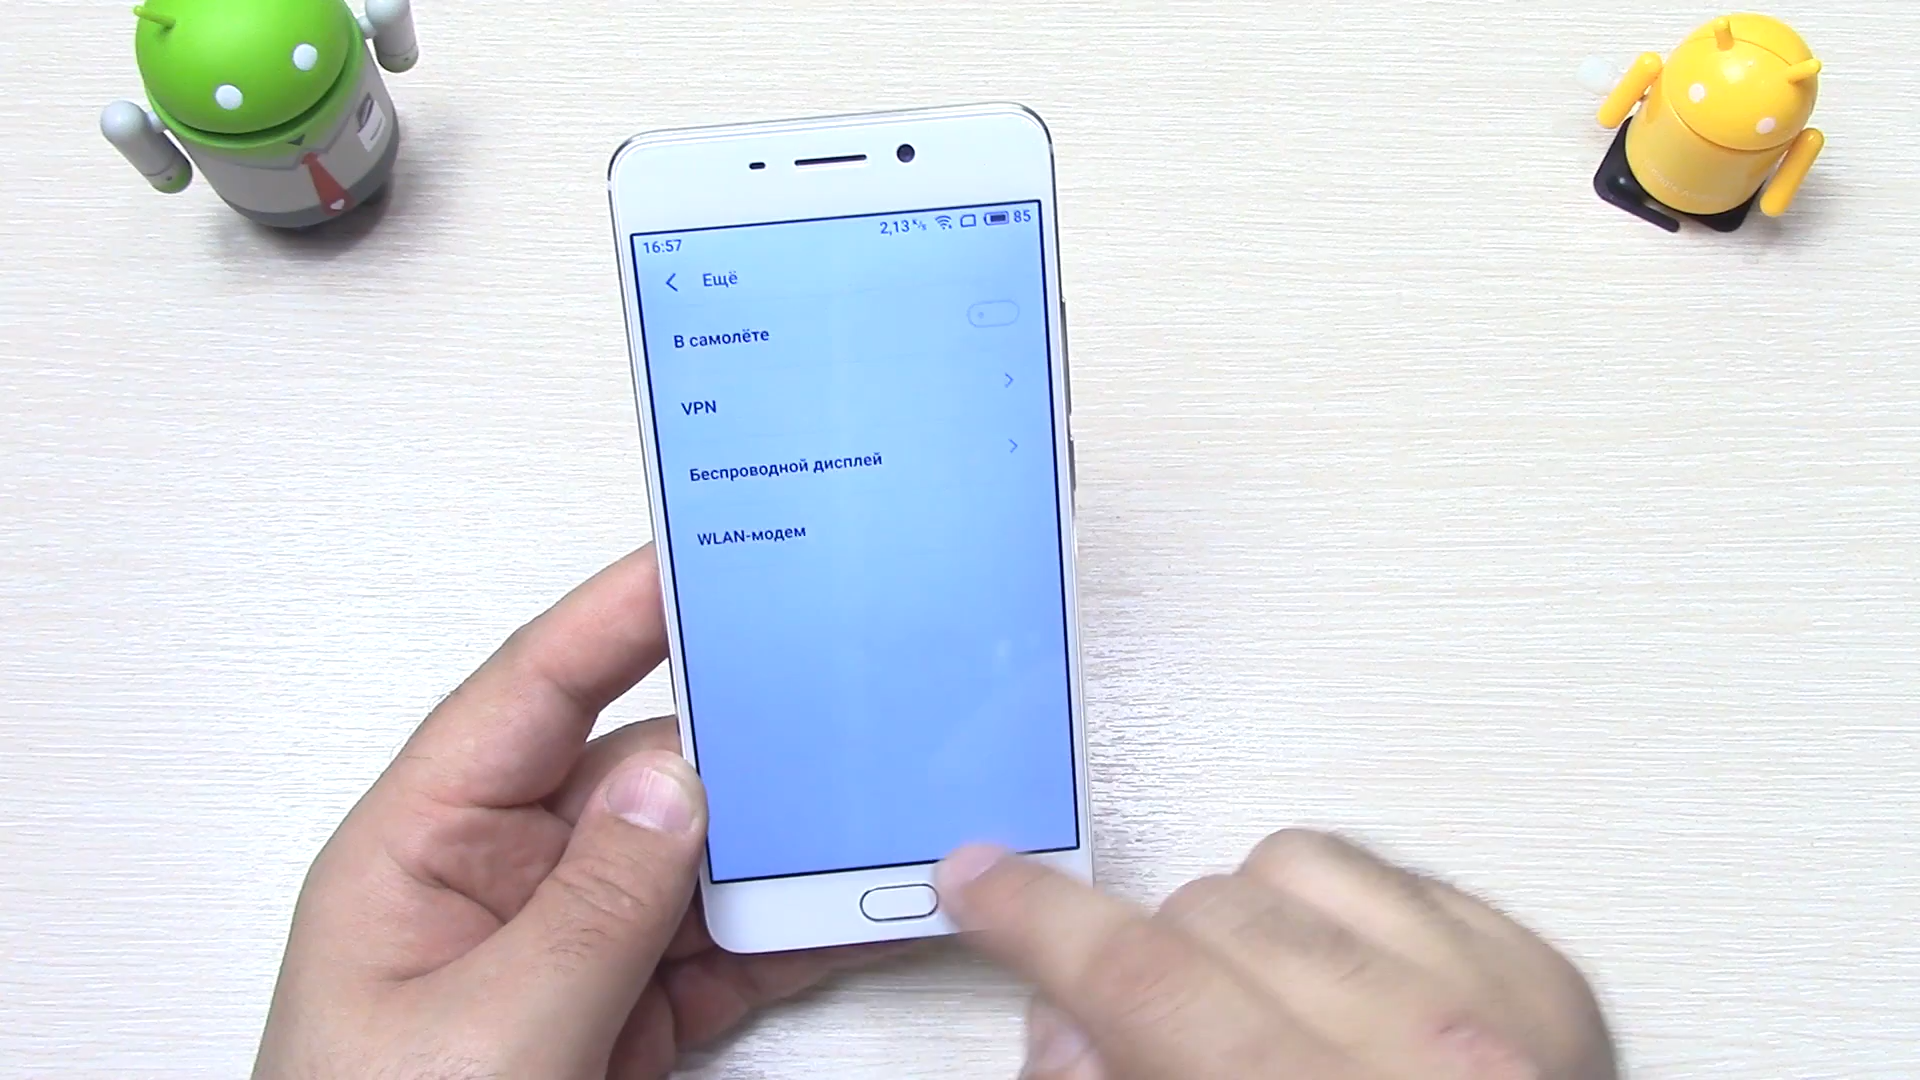 16:57 2,13 к/s 85
Ещё
В самолёте
VPN
Беспроводной дисплей
WLAN-модем